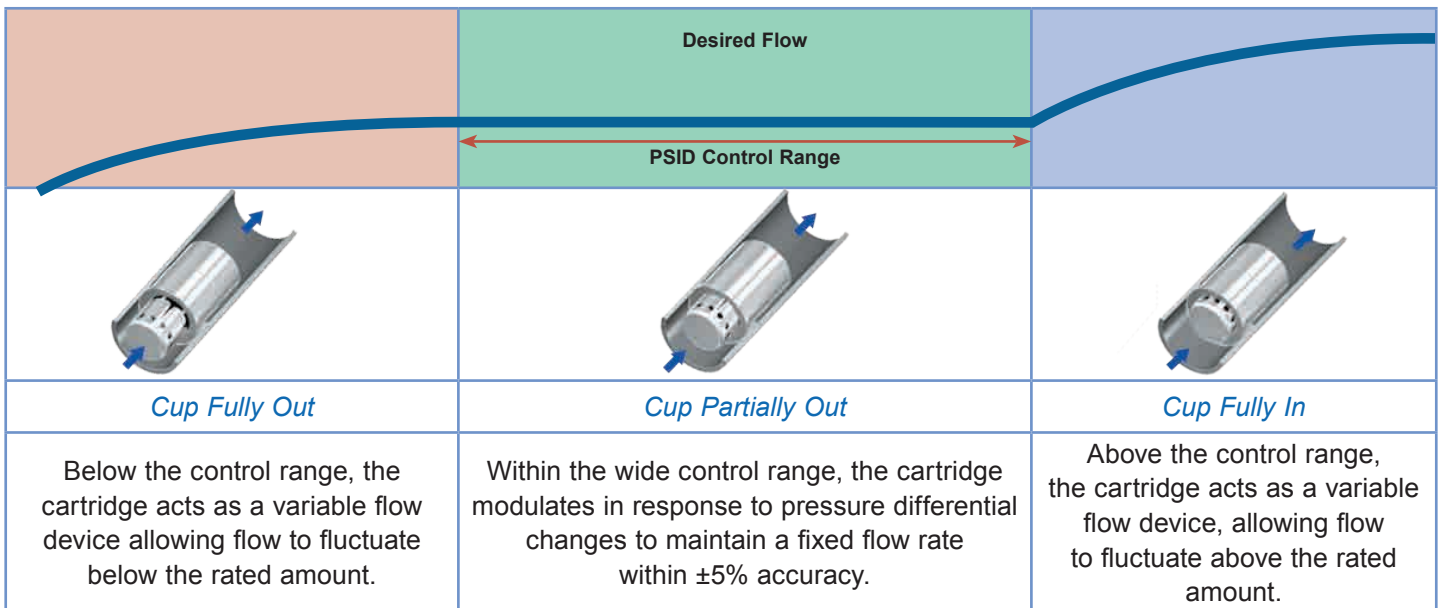 Desired Flow
PSID Control Range
Cup Fully Out
Cup Partially Out
Cup Fully In
Below the control range, the
cartridge acts as a variable flow
device allowing flow to fluctuate
below the rated amount.
Within the wide control range, the cartridge
modulates in response to pressure differential
changes to maintain a fixed flow rate
within ±5% accuracy.
Above the control range,
the cartridge acts as a variable
flow device, allowing flow
to fluctuate above the rated
amount.